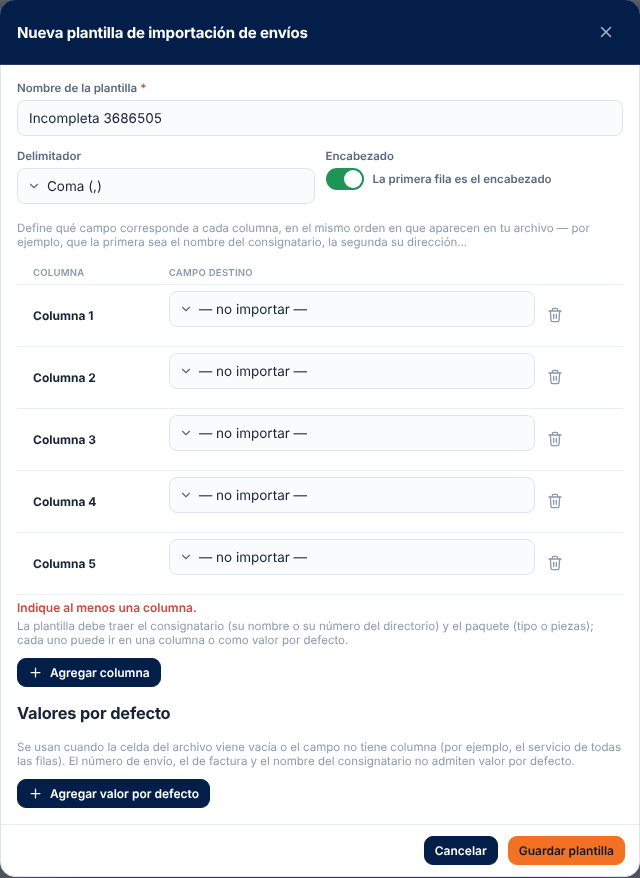 Nueva plantilla de importación de envíos
Nombre de la plantilla *
Incompleta 3686505
Delimitador
Encabezado
Coma (,)
La primera fila es el encabezado
Define qué campo corresponde a cada columna, en el mismo orden en que aparecen en tu archivo — por
ejemplo, que la primera sea el nombre del consignatario, la segunda su dirección...
COLUMNA
CAMPO DESTINO
Columna 1
— no importar —
Columna 2
— no importar —
Columna 3
— no importar —
Columna 4
— no importar —
Columna 5
— no importar —
Indique al menos una columna.
La plantilla debe traer el consignatario (su nombre o su número del directorio) y el paquete (tipo o piezas);
cada uno puede ir en una columna o como valor por defecto.
+ Agregar columna
Valores por defecto
Se usan cuando la celda del archivo viene vacía o el campo no tiene columna (por ejemplo, el servicio de todas
las filas). El número de envío, el de factura y el nombre del consignatario no admiten valor por defecto.
+ Agregar valor por defecto
Cancelar
Guardar plantilla